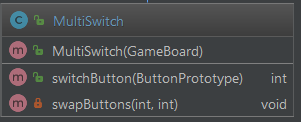 C MultiSwitch
m MultiSwitch(GameBoard)
m switchButton(ButtonPrototype) int
m swapButtons(int, int) void